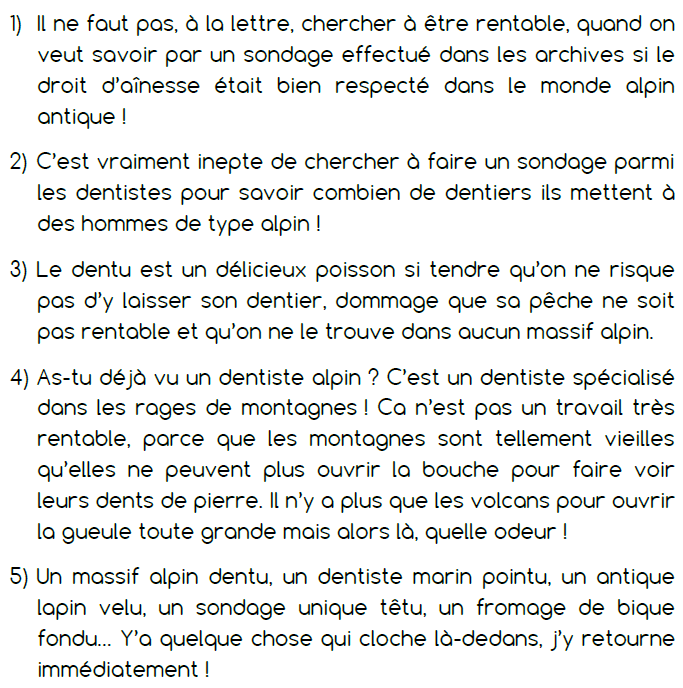 1) Il ne faut pas, à la lettre, chercher à être rentable, quand on
veut savoir par un sondage effectué dans les archives si le
droit d'aînesse était bien respecté dans le monde alpin
antique !
2) C'est vraiment inepte de chercher à faire un sondage parmi
les dentistes pour savoir combien de dentiers ils mettent à
des hommes de type alpin !
3) Le dentu est un délicieux poisson si tendre qu'on ne risque
pas d'y laisser son dentier, dommage que sa pêche ne soit
pas rentable et qu'on ne le trouve dans aucun massif alpin.
4) As-tu déjà vu un dentiste alpin ? C'est un dentiste spécialisé
dans les rages de montagnes ! Ca n'est pas un travail très
rentable, parce que les montagnes sont tellement vieilles
qu'elles ne peuvent plus ouvrir la bouche pour faire voir
leurs dents de pierre. Il n'y a plus que les volcans pour ouvrir
la gueule toute grande mais alors là, quelle odeur !
5) Un massif alpin dentu, un dentiste marin pointu, un antique
lapin velu, un sondage unique têtu, un fromage de bique
fondu... Y'a quelque chose qui cloche là-dedans, j'y retourne
immédiatement !